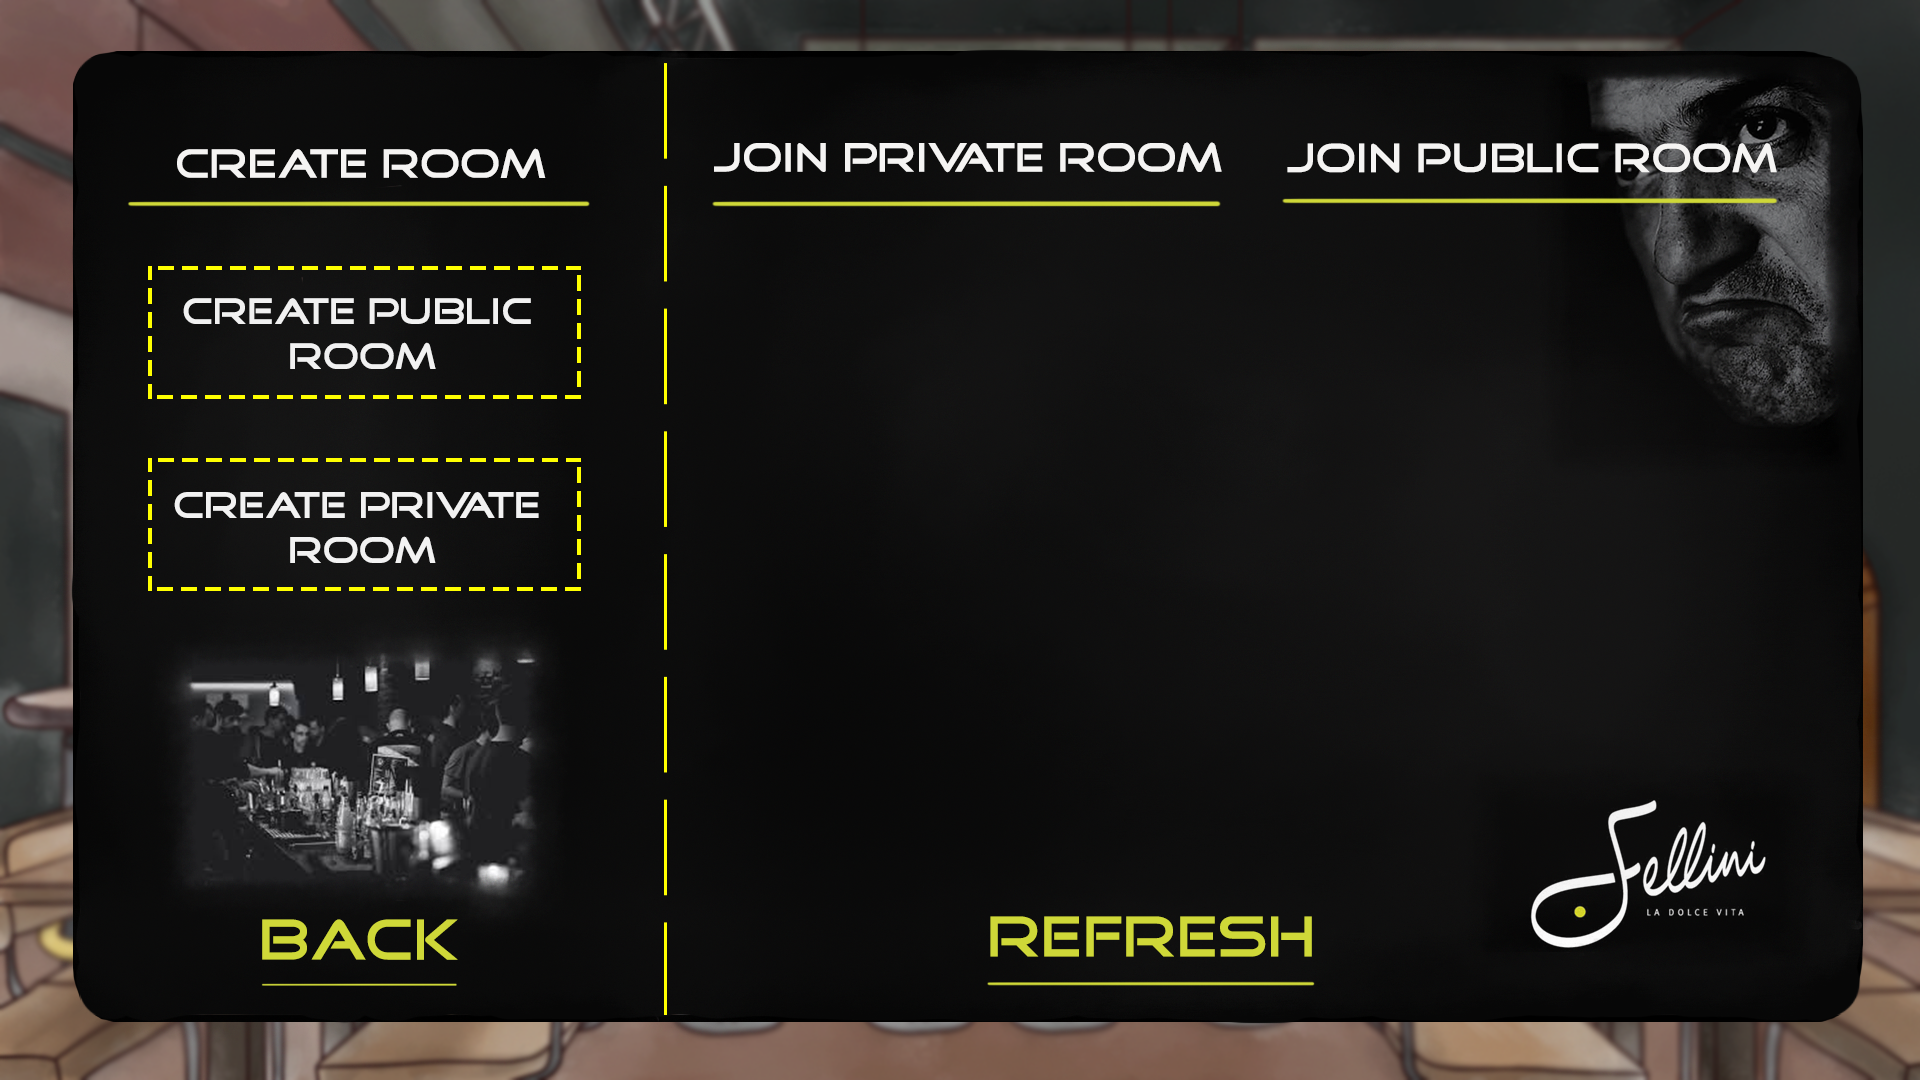 CREATE ROOM
CREATE PUBLIC
ROOM
CREATE PRIVATE
ROOM
BACK
JOIN PRIVATE ROOM
JOIN PUBLIC ROOM
REFRESH
Fellini
LA DOLCE VITA